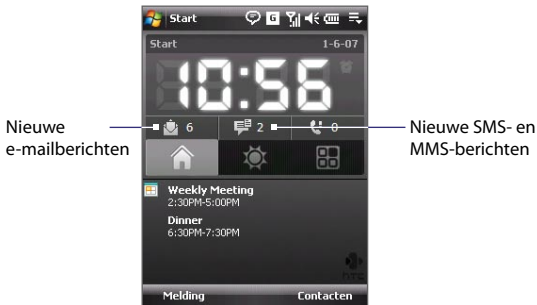 Start
Start 1-6-07
10:56
6 2 0
Nieuwe
e-mailberichten
Nieuwe SMS- en
MMS-berichten
Weekly Meeting
2:30PM-5:00PM
Dinner
6:30PM-7:30PM
Melding Contacten